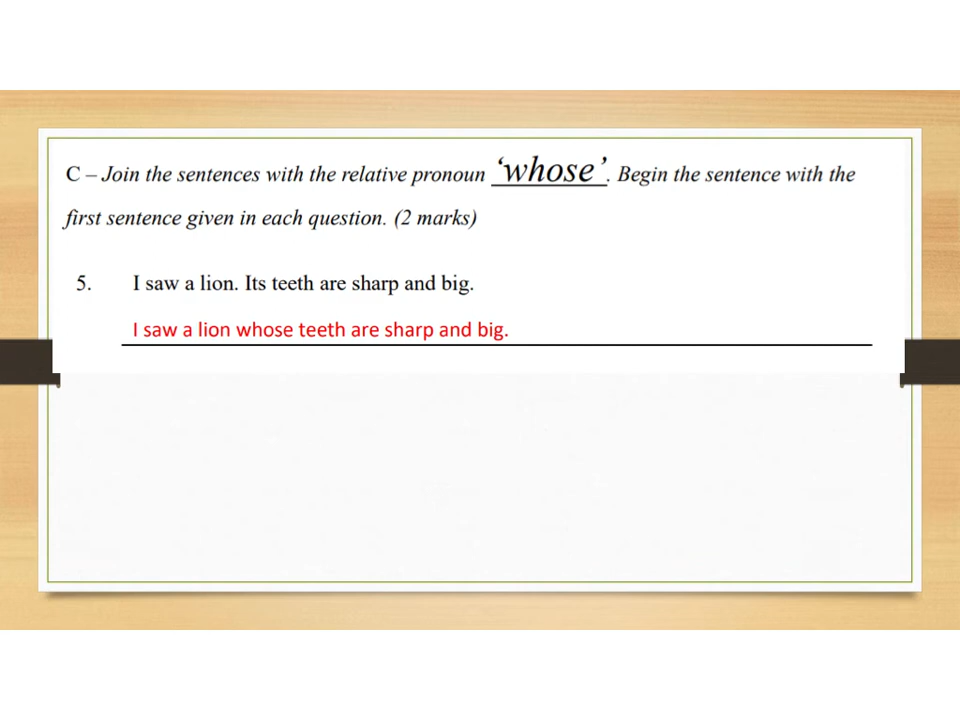 C – Join the sentences with the relative pronoun ‘whose’. Begin the sentence with the
first sentence given in each question. (2 marks)
5. I saw a lion. Its teeth are sharp and big.
I saw a lion whose teeth are sharp and big.